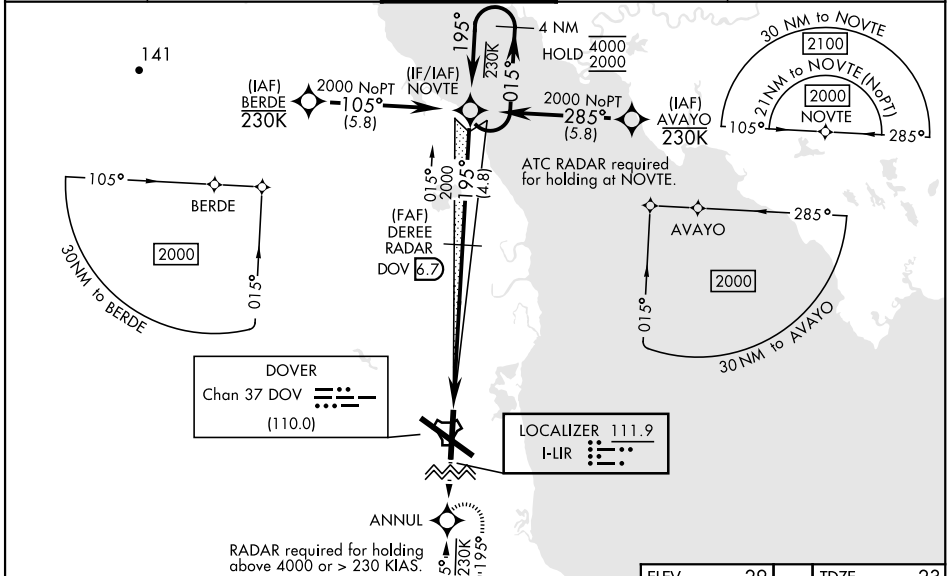 141
4 NM
HOLD 4000
2000
195°
230K
015°
(IAF)
BERDE
230K
2000 NoPT
105°
(5.8)
(IF/IAF)
NOVTE
2000 NoPT
285°
(5.8)
(IAF)
AVAYO
230K
30 NM to NOVTE
2100
21NM to NOVTE (NoPT)
2000
NOVTE
105°
285°
ATC RADAR required
for holding at NOVTE.
015°
2000
195°
(4.8)
105°
BERDE
2000
015°
30NM to BERDE
(FAF)
DEREE
RADAR
DOV 6.7
AVAYO
285°
2000
015°
30NM to AVAYO
DOVER
Chan 37 DOV
(110.0)
LOCALIZER 111.9
I-LIR
ANNUL
RADAR required for holding
above 4000 or > 230 KIAS.
230K
195°
ELEV 29
TDZE 23